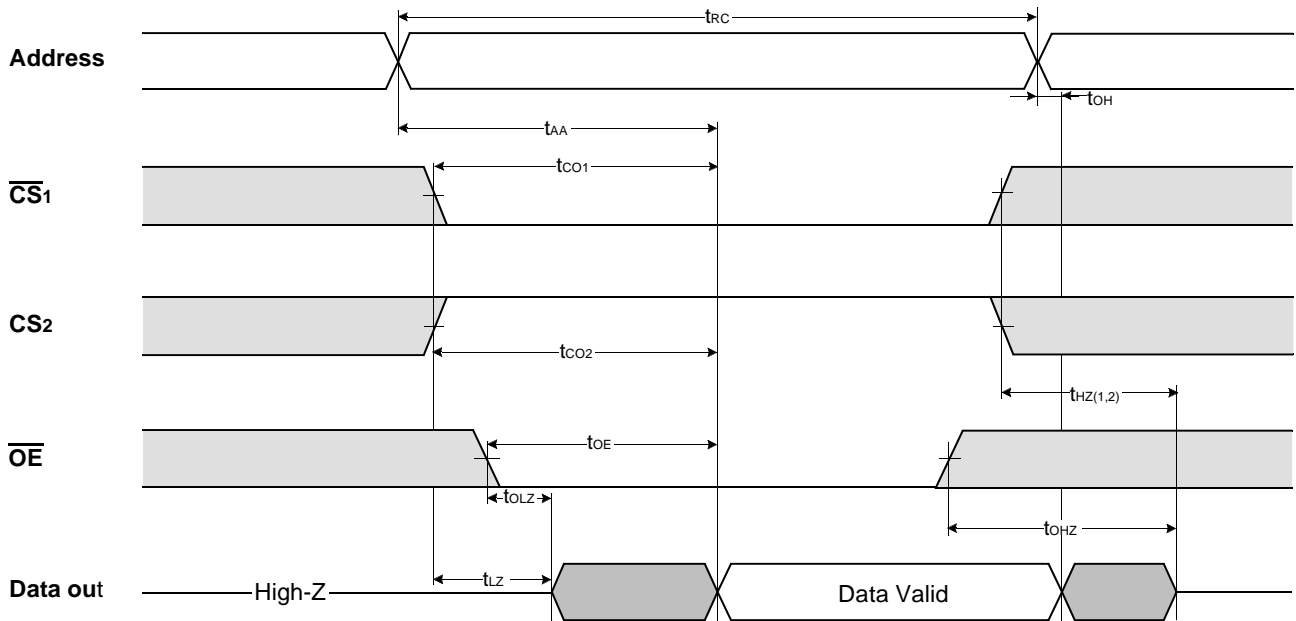 tRC
Address
tOH
tAA
tCO1
CS1
CS2
tCO2
tHZ(1,2)
OE
tOE
tOLZ
tOHZ
Data out
High-Z
tLZ
Data Valid